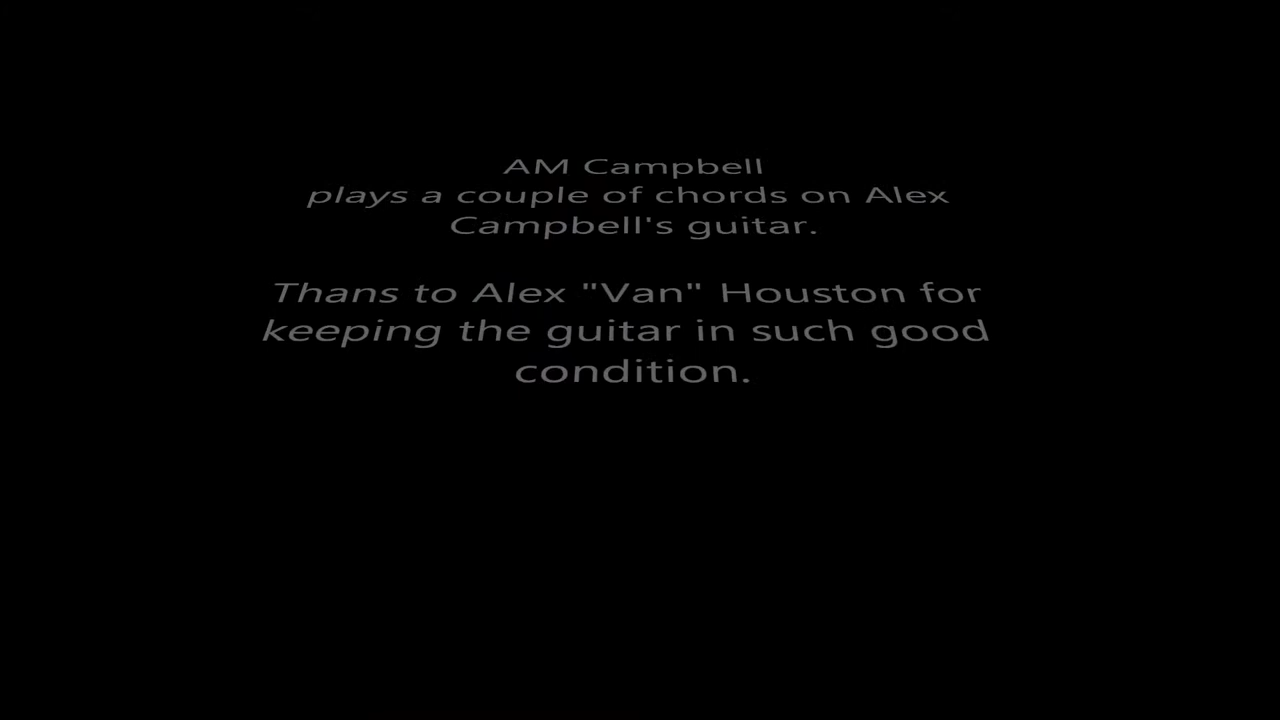 AM Campbell
plays a couple of chords on Alex
Campbell's guitar.
Thans to Alex "Van" Houston for
keeping the guitar in such good
condition.